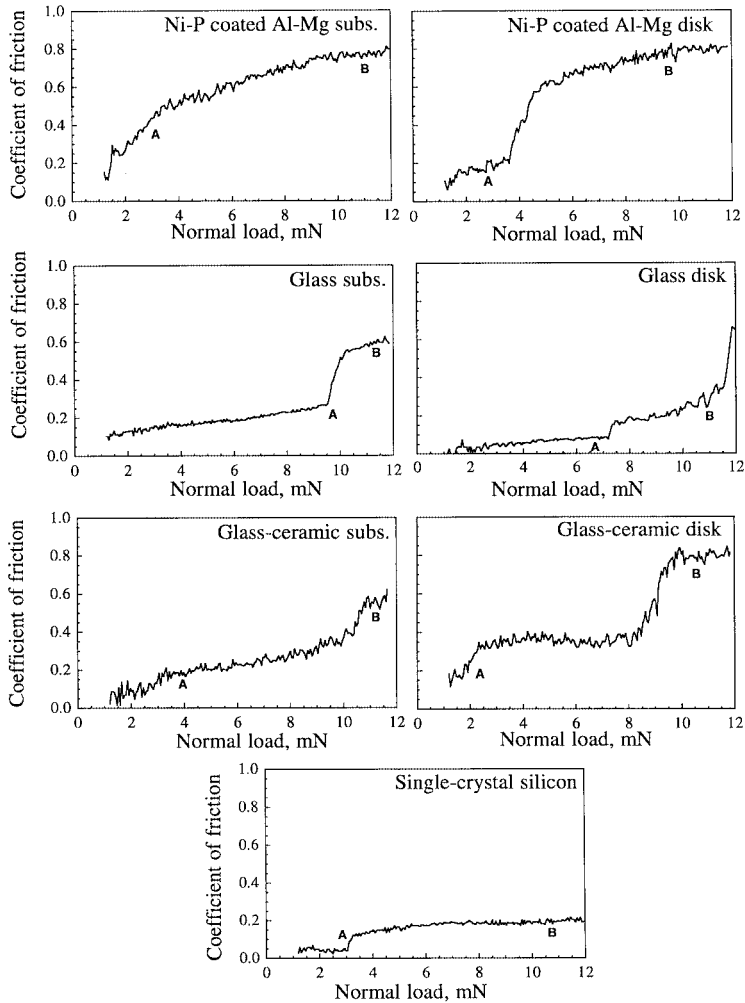 Ni-P coated Al-Mg subs.
Coefficient of friction
1.0
0.8
0.6
0.4
0.2
0.0
A
B
0 2 4 6 8 10 12
Normal load, mN
Ni-P coated Al-Mg disk
A
B
0 2 4 6 8 10 12
Normal load, mN
Glass subs.
Coefficient of friction
1.0
0.8
0.6
0.4
0.2
0.0
A
B
0 2 4 6 8 10 12
Normal load, mN
Glass disk
A
B
0 2 4 6 8 10 12
Normal load, mN
Glass-ceramic subs.
Coefficient of friction
1.0
0.8
0.6
0.4
0.2
0.0
A
B
0 2 4 6 8 10 12
Normal load, mN
Glass-ceramic disk
A
B
0 2 4 6 8 10 12
Normal load, mN
Single-crystal silicon
Coefficient of friction
1.0
0.8
0.6
0.4
0.2
0.0
A
B
0 2 4 6 8 10 12
Normal load, mN